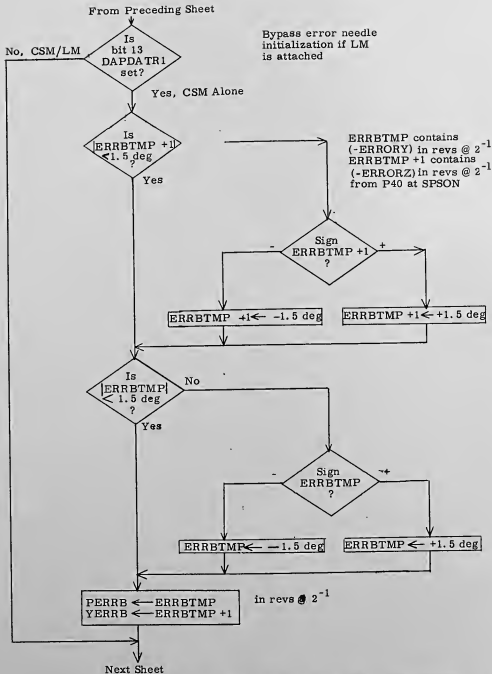 From Preceding Sheet
Is
bit 13
DAPDATR1
set?
No, CSM/LM
Bypass error needle
initialization if LM
is attached
Yes, CSM Alone
Is
|ERRBTMP +1|
<1.5 deg
?
Yes
ERRBTMP contains
(-ERRORY) in revs @ 2⁻¹
ERRBTMP +1 contains
(-ERRORZ) in revs @ 2⁻¹
from P40 at SPSON
Sign
ERRBTMP +1
?
-
+
ERRBTMP +1← -1.5 deg
ERRBTMP +1← +1.5 deg
Is
|ERRBTMP|
< 1.5 deg
?
No
Yes
Sign
ERRBTMP
?
-
+
ERRBTMP← -1.5 deg
ERRBTMP ← +1.5 deg
PERRB ← ERRBTMP
YERRB ← ERRBTMP +1
in revs @ 2⁻¹
Next Sheet